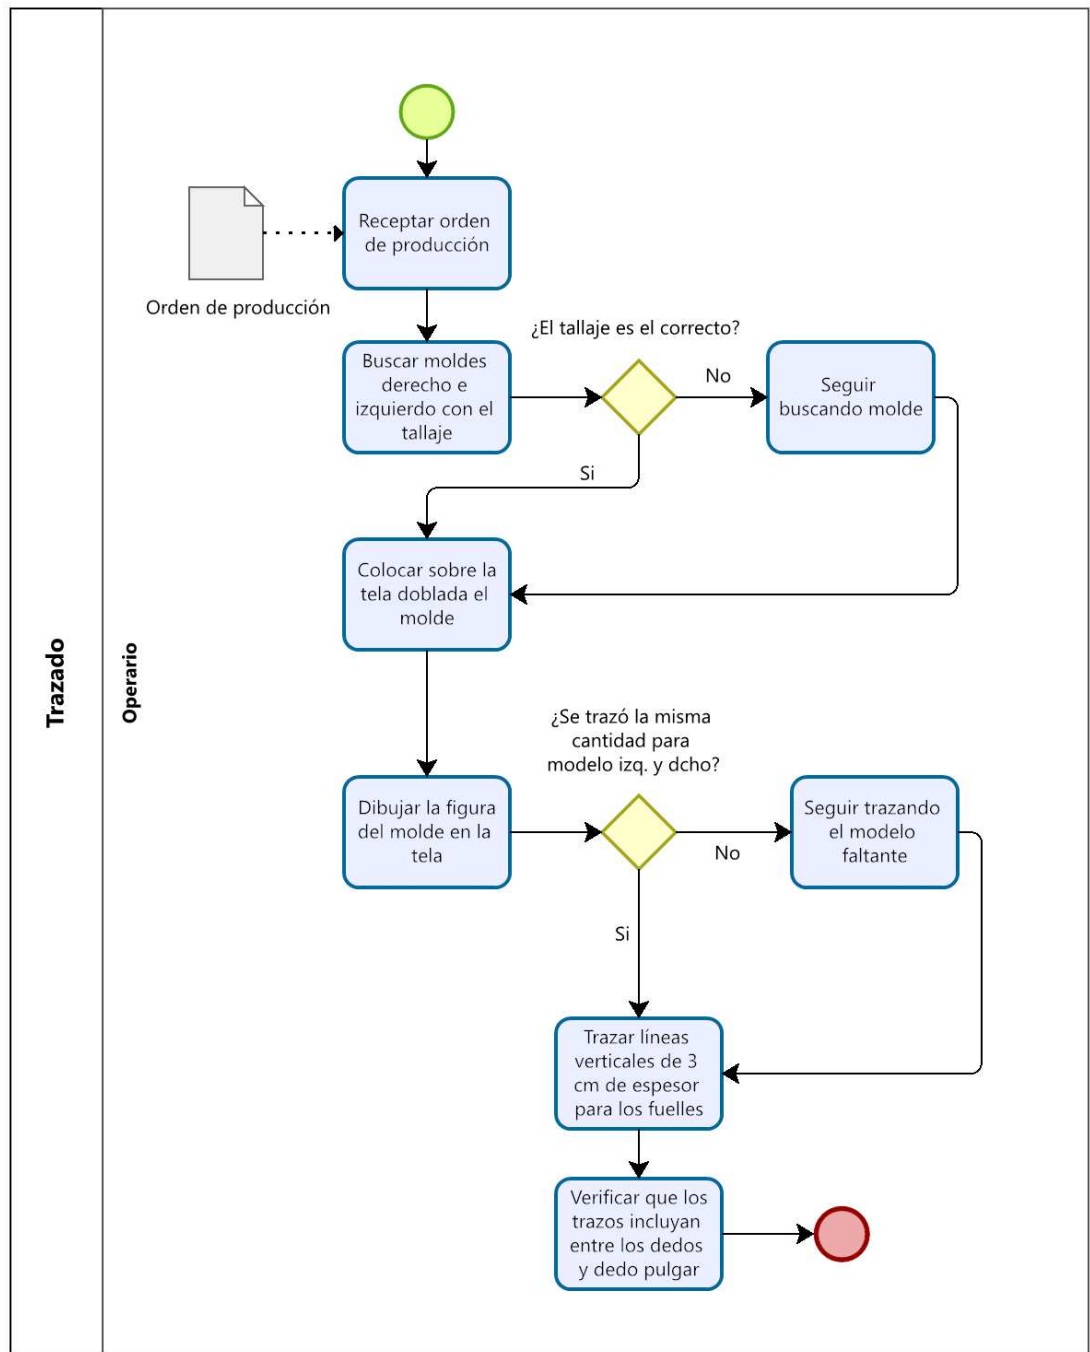 Trazado
Operario
Receptar orden
de producción
Orden de producción
¿El tallaje es el correcto?
Buscar moldes
derecho e
izquierdo con el
tallaje
No
Seguir
buscando molde
Si
Colocar sobre la
tela doblada el
molde
¿Se trazó la misma
cantidad para
modelo izq. y dcho?
Dibujar la figura
del molde en la
tela
No
Seguir trazando
el modelo
faltante
Si
Trazar líneas
verticales de 3
cm de espesor
para los fuelles
Verificar que los
trazos incluyan
entre los dedos
y dedo pulgar